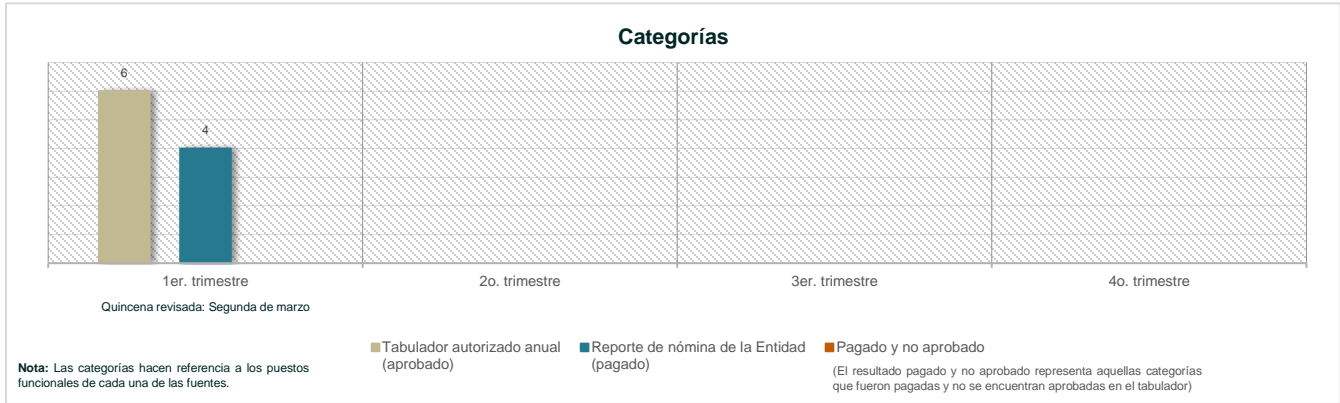 Categorías
6
4
1er. trimestre
2o. trimestre
3er. trimestre
4o. trimestre
Quincena revisada: Segunda de marzo
Tabulador autorizado anual
(aprobado)
Reporte de nómina de la Entidad
(pagado)
Pagado y no aprobado
(El resultado pagado y no aprobado representa aquellas categorías
que fueron pagadas y no se encuentran aprobadas en el tabulador)
Nota: Las categorías hacen referencia a los puestos
funcionales de cada una de las fuentes.